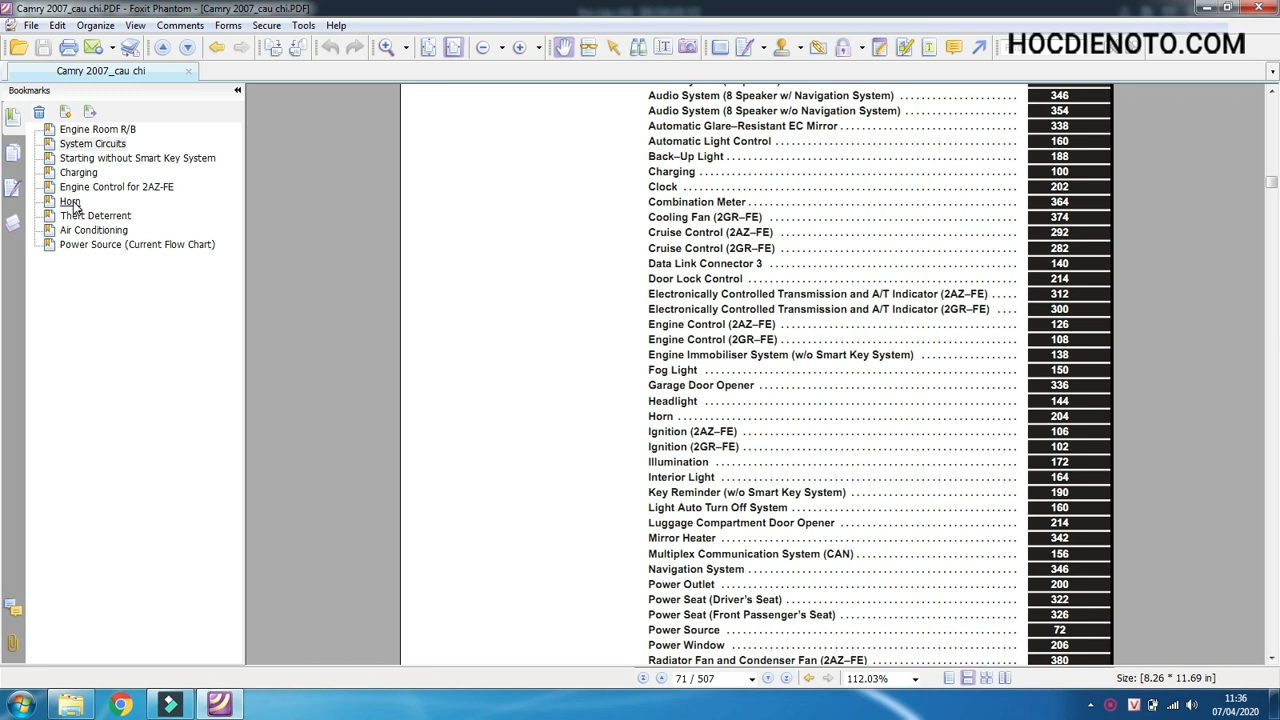 Camry 2007_cau chi.PDF - Foxit Phantom - [Camry 2007_cau chi.PDF]
File Edit Organize View Comments Forms Secure Tools Help
HOCDIENOTO.COM
Camry 2007_cau chi
Bookmarks
Engine Room R/B
System Circuits
Starting without Smart Key System
Charging
Engine Control for 2AZ-FE
Horn
Theft Deterrent
Air Conditioning
Power Source (Current Flow Chart)
Audio System (8 Speaker w/ Navigation System) 346
Audio System (8 Speaker w/o Navigation System) 354
Automatic Glare–Resistant EC Mirror 338
Automatic Light Control 160
Back–Up Light 188
Charging 100
Clock 202
Combination Meter 364
Cooling Fan (2GR–FE) 374
Cruise Control (2AZ–FE) 292
Cruise Control (2GR–FE) 282
Data Link Connector 3 140
Door Lock Control 214
Electronically Controlled Transmission and A/T Indicator (2AZ–FE) 312
Electronically Controlled Transmission and A/T Indicator (2GR–FE) 300
Engine Control (2AZ–FE) 126
Engine Control (2GR–FE) 108
Engine Immobiliser System (w/o Smart Key System) 138
Fog Light 150
Garage Door Opener 336
Headlight 144
Horn 204
Ignition (2AZ–FE) 106
Ignition (2GR–FE) 102
Illumination 172
Interior Light 164
Key Reminder (w/o Smart Key System) 190
Light Auto Turn Off System 160
Luggage Compartment Door Opener 214
Mirror Heater 342
Multiplex Communication System (CAN) 156
Navigation System 346
Power Outlet 200
Power Seat (Driver's Seat) 322
Power Seat (Front Passenger's Seat) 326
Power Source 72
Power Window 206
Radiator Fan and Condenser Fan (2AZ–FE) 380
71 / 507 112.03% Size: [8.26 * 11.69 in]
11:36
07/04/2020